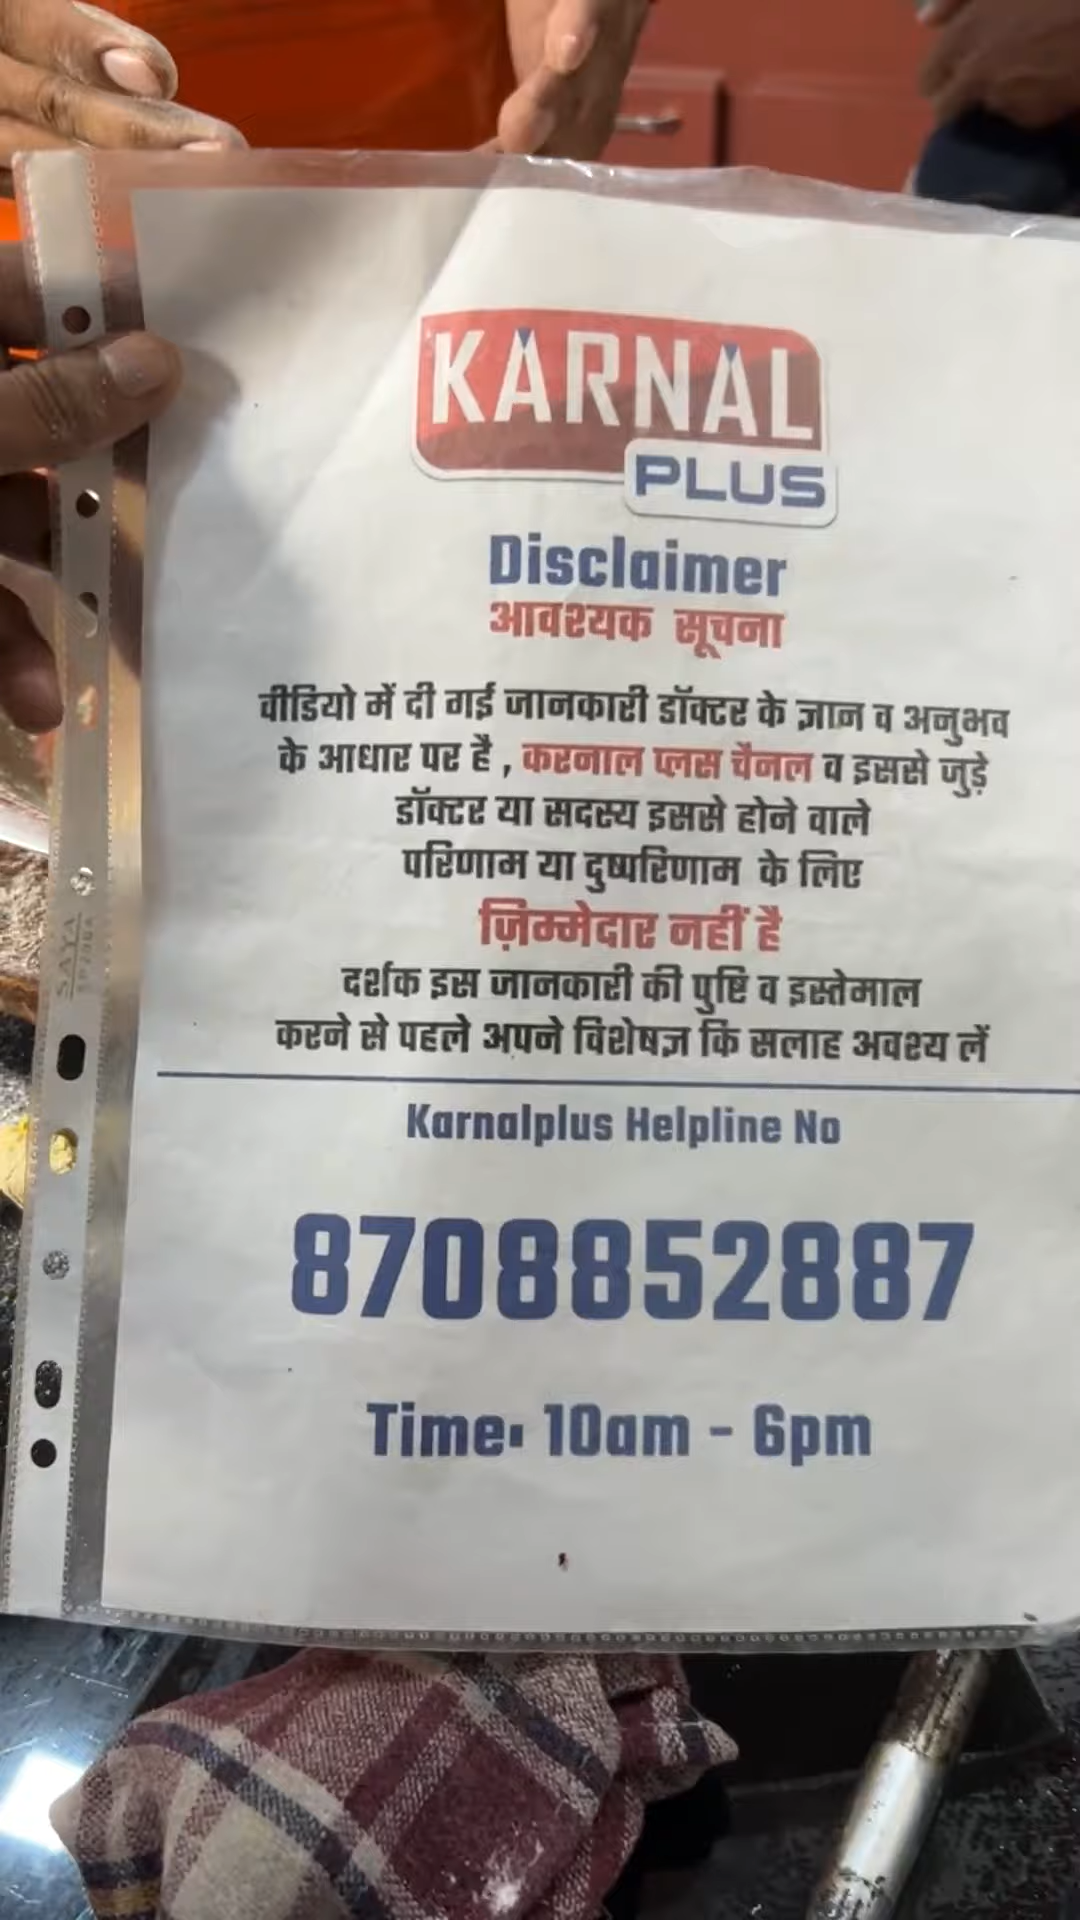 KARNAL
PLUS
Disclaimer
आवश्यक सूचना
वीडियो में दी गई जानकारी डॉक्टर के ज्ञान व अनुभव
के आधार पर है , करनाल प्लस चैनल व इससे जुड़े
डॉक्टर या सदस्य इससे होने वाले
परिणाम या दुष्परिणाम के लिए
ज़िम्मेदार नहीं है
दर्शक इस जानकारी की पुष्टि व इस्तेमाल
करने से पहले अपने विशेषज्ञ कि सलाह अवश्य लें
Karnalplus Helpline No
8708852887
Time: 10am - 6pm
SAYA